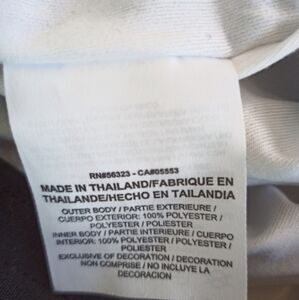 RN#56323 - CA#05553
MADE IN THAILAND/FABRIQUE EN
THAILANDE/HECHO EN TAILANDIA
OUTER BODY / PARTIE EXTERIEURE /
CUERPO EXTERIOR: 100% POLYESTER /
POLYESTER / POLIESTER
INNER BODY / PARTIE INTERIEURE / CUERPO
INTERIOR: 100% POLYESTER / POLYESTER /
POLIESTER
EXCLUSIVE OF DECORATION / DECORATION
NON COMPRISE / NO INCLUYE LA
DECORACION